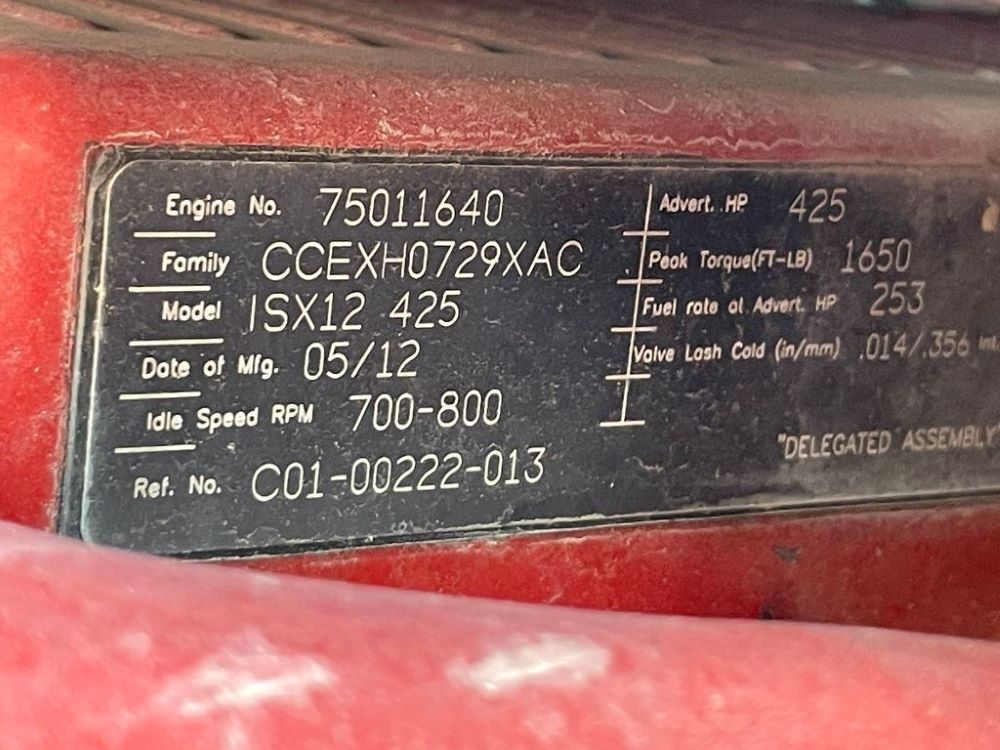 Engine No. 75011640
Family CCEXH0729XAC
Model ISX12 425
Date of Mfg. 05/12
Idle Speed RPM 700-800
Ref. No. C01-00222-013
Advert. HP 425
Peak Torque(FT-LB) 1650
Fuel rate at Advert. HP 253
Valve Lash Cold (in/mm) .014/.356 Int.
"DELEGATED ASSEMBLY